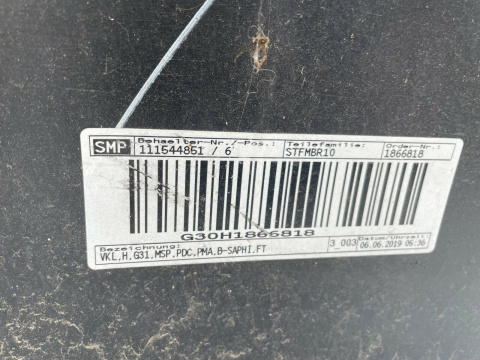 SMP Behaelter-Nr./-Pos.: Teilefamilie: Order-Nr.:
111544851 / 6 STFMBR10 1866818
G30H1866818
Bezeichnung: 3 003 Datum/Uhrzeit:
VKL,H,G31,MSP,PDC,PMA,B-SAPHI,FT 06.06.2019 05:36